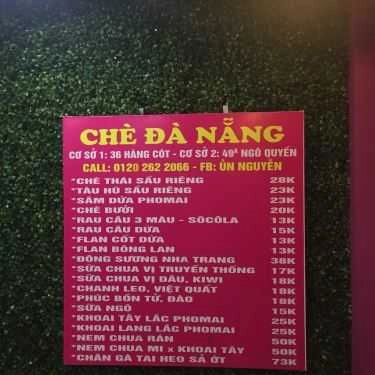 CHÈ ĐÀ NẴNG
CƠ SỞ 1: 36 HÀNG CÓT - CƠ SỞ 2: 49ª NGÔ QUYỀN
CALL: 0120 262 2066 - FB: ỦN NGUYỄN
*CHÈ THÁI SẦU RIÊNG 28K
*TÀU HŨ SẦU RIÊNG 23K
*SÂM DỨA PHOMAI 23K
*CHÈ BƯỞI 20K
*RAU CÂU 3 MÀU - SÔCÔLA 13K
*RAU CÂU DỪA 15K
*FLAN CỐT DỪA 13K
*FLAN BÔNG LAN 13K
*ĐÔNG SƯƠNG NHA TRANG 38K
*SỮA CHUA VỊ TRUYỀN THỐNG 17K
*SỮA CHUA VỊ DÂU, KIWI 18K
*CHANH LEO, VIỆT QUẤT 18K
*PHÚC BỒN TỬ, ĐÀO 18K
*SỮA NGÔ 15K
*KHOAI TÂY LẮC PHOMAI 25K
*KHOAI LANG LẮC PHOMAI 25K
*NEM CHUA RÁN 50K
*NEM CHUA MIX KHOAI TÂY 50K
*CHÂN GÀ TAI HEO SẢ ỚT 73K